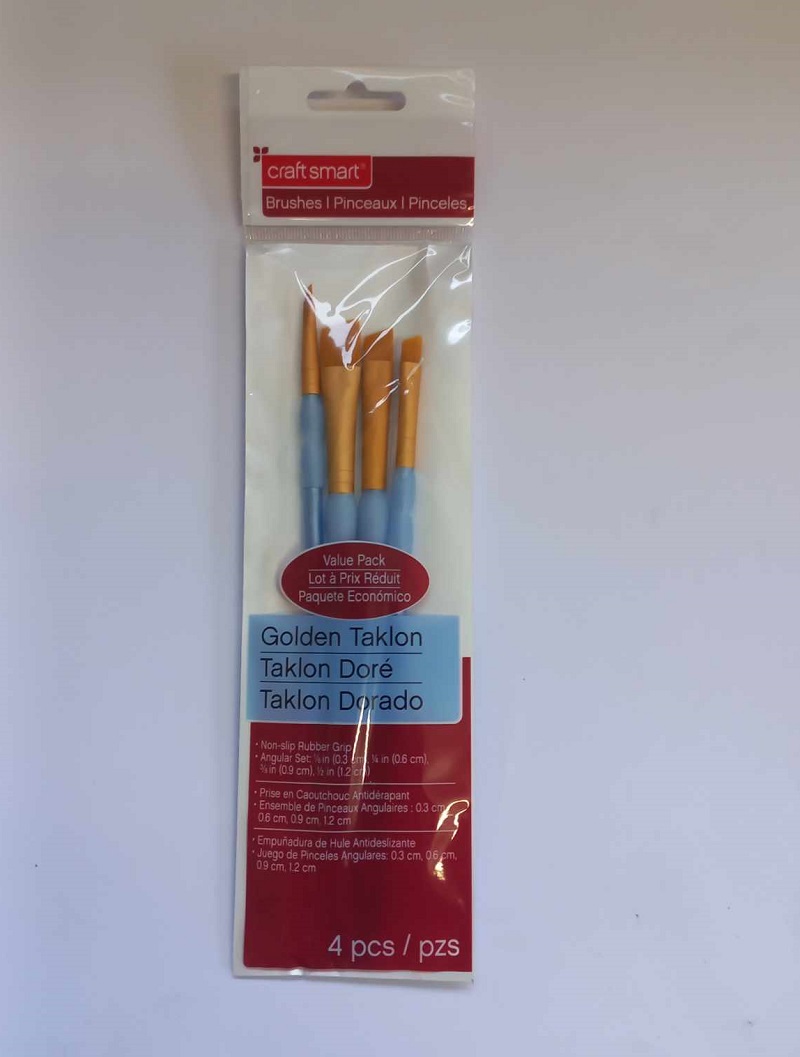 craft smart®
Brushes | Pinceaux | Pinceles
Value Pack
Lot à Prix Réduit
Paquete Económico
Golden Taklon
Taklon Doré
Taklon Dorado
• Non-slip Rubber Grip
• Angular Set: ⅛ in (0.3 cm), ¼ in (0.6 cm),
⅜ in (0.9 cm), ½ in (1.2 cm)
• Prise en Caoutchouc Antidérapant
• Ensemble de Pinceaux Angulaires : 0.3 cm,
0.6 cm, 0.9 cm, 1.2 cm
• Empuñadura de Hule Antideslizante
• Juego de Pinceles Angulares: 0.3 cm, 0.6 cm,
0.9 cm, 1.2 cm
4 pcs / pzs